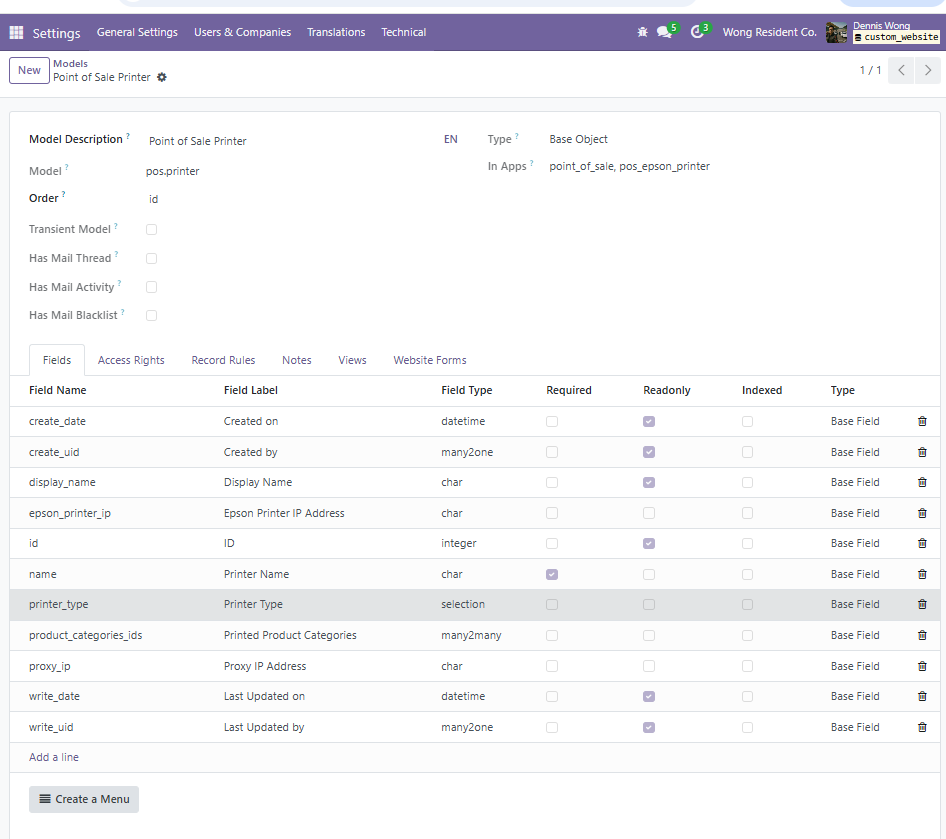 Settings General Settings Users & Companies Translations Technical 5 3 Wong Resident Co. Dennis Wong
custom_website
New Models
Point of Sale Printer 1 / 1
Model Description ? Point of Sale Printer EN Type ? Base Object
Model ? pos.printer In Apps ? point_of_sale, pos_epson_printer
Order ? id
Transient Model ?
Has Mail Thread ?
Has Mail Activity ?
Has Mail Blacklist ?
Fields Access Rights Record Rules Notes Views Website Forms
Field Name Field Label Field Type Required Readonly Indexed Type
create_date Created on datetime Base Field
create_uid Created by many2one Base Field
display_name Display Name char Base Field
epson_printer_ip Epson Printer IP Address char Base Field
id ID integer Base Field
name Printer Name char Base Field
printer_type Printer Type selection Base Field
product_categories_ids Printed Product Categories many2many Base Field
proxy_ip Proxy IP Address char Base Field
write_date Last Updated on datetime Base Field
write_uid Last Updated by many2one Base Field
Add a line
Create a Menu